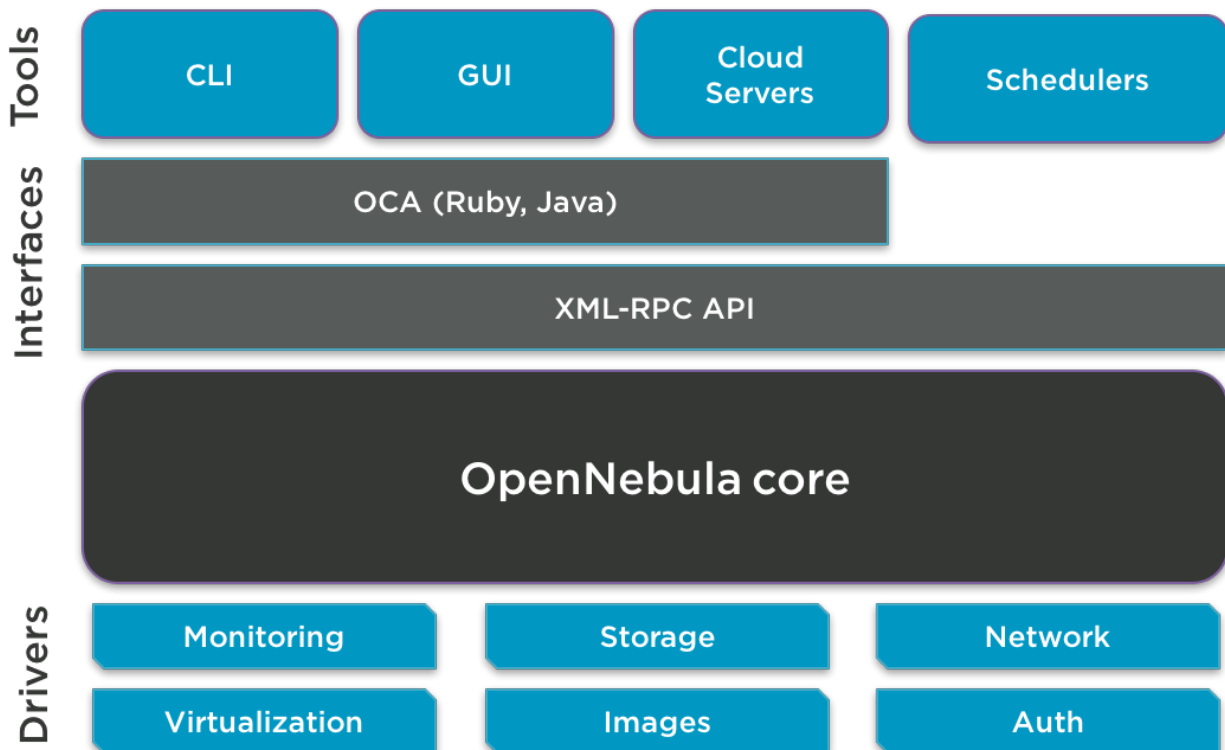 Tools
CLI
GUI
Cloud
Servers
Schedulers
Interfaces
OCA (Ruby, Java)
XML-RPC API
OpenNebula core
Drivers
Monitoring
Storage
Network
Virtualization
Images
Auth